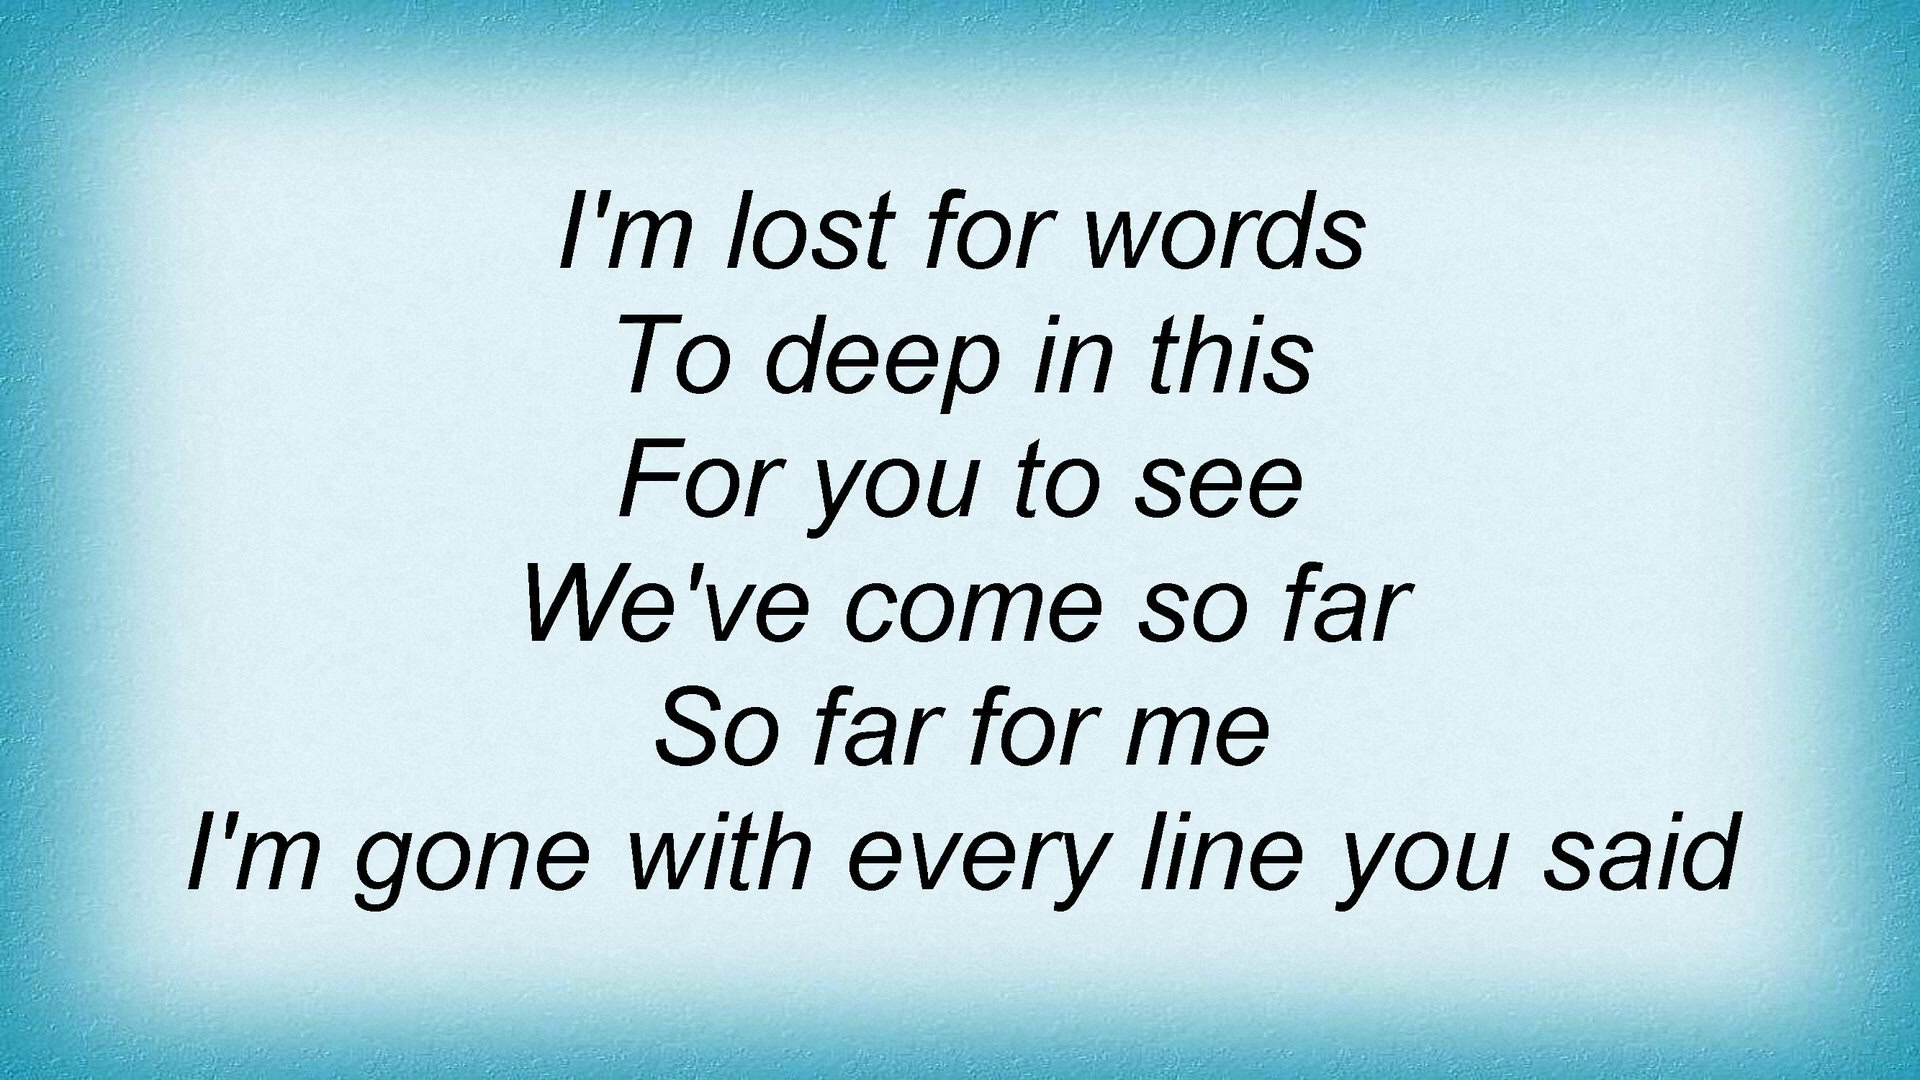 I'm lost for words
To deep in this
For you to see
We've come so far
So far for me
I'm gone with every line you said